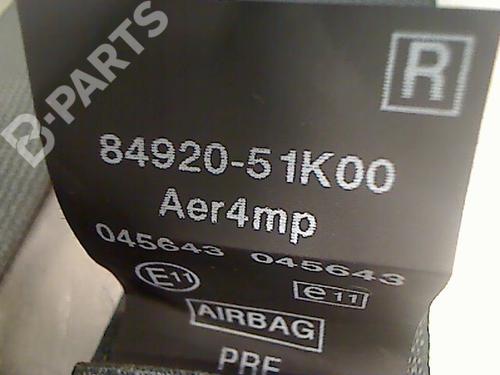 B-PARTS
R
84920-51K00
Aer4mp
045643 045643
E11 e11
AIRBAG
PRE